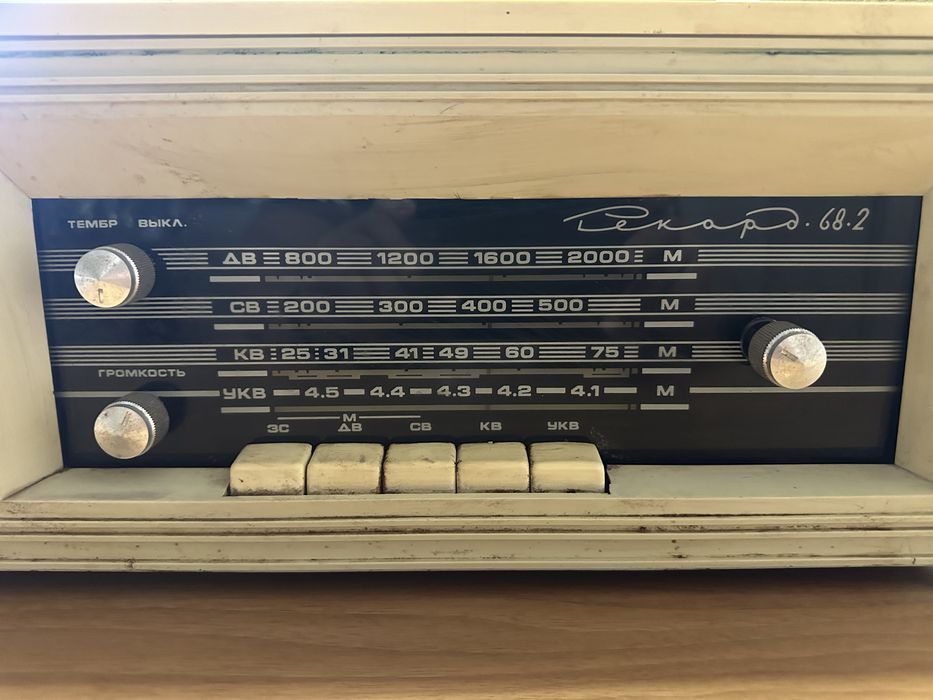 ТЕМБР ВЫКЛ.
Рекорд·68·2
ДВ 800 1200 1600 2000 М
СВ 200 300 400 500 М
КВ 25 31 41 49 60 75 М
ГРОМКОСТЬ
УКВ 4.5 4.4 4.3 4.2 4.1 М
М
ЗС ДВ СВ КВ УКВ